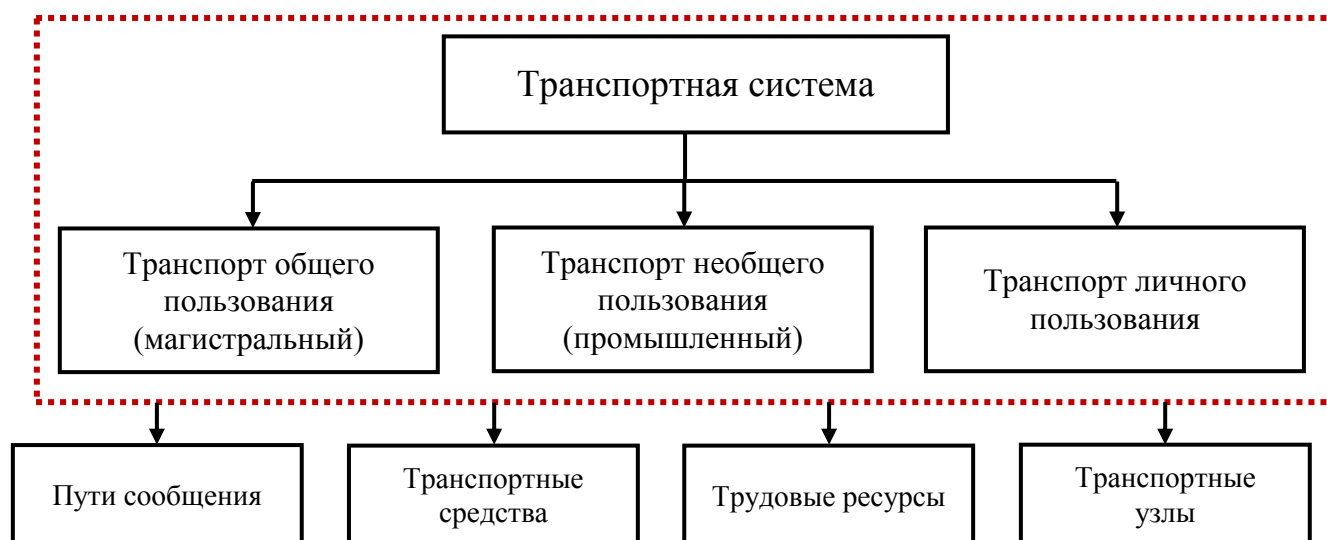 Транспортная система
Транспорт общего
пользования
(магистральный)
Транспорт необщего
пользования
(промышленный)
Транспорт личного
пользования
Пути сообщения
Транспортные
средства
Трудовые ресурсы
Транспортные
узлы